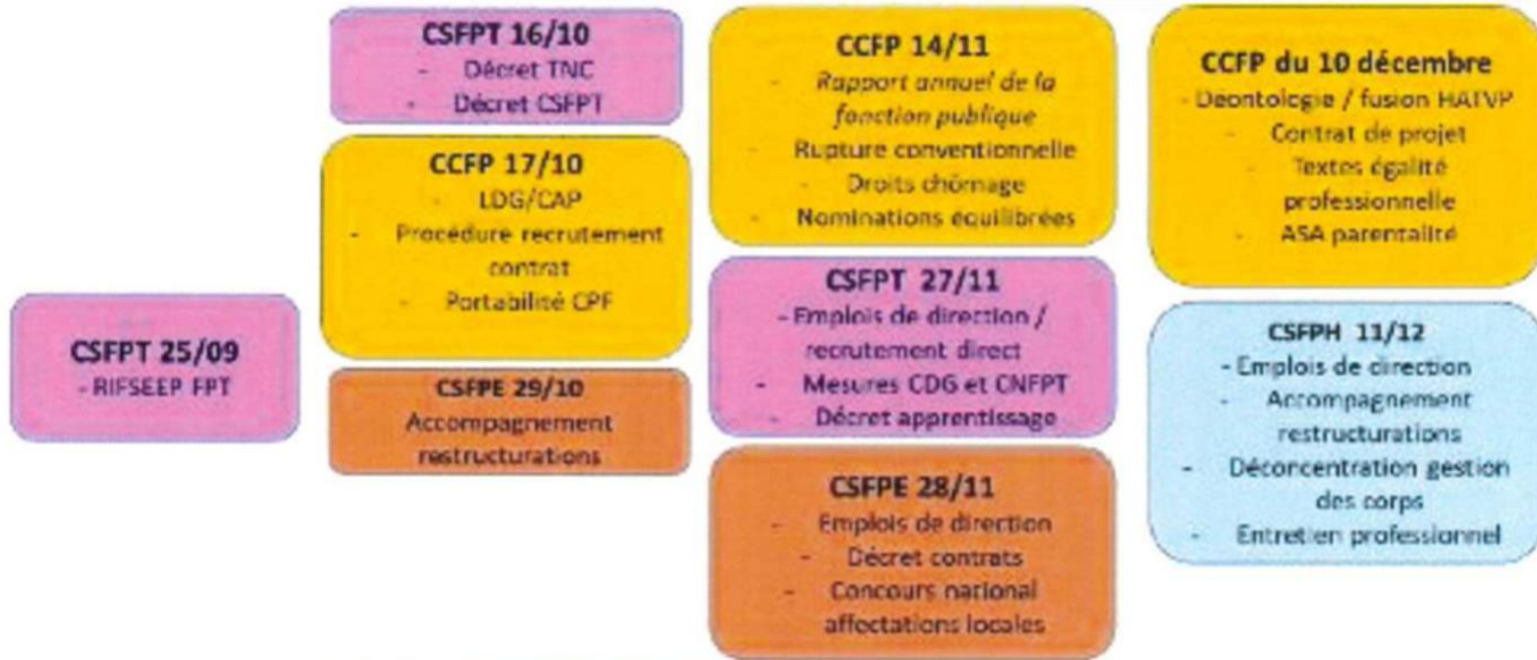 CSFPT 25/09
- RIFSEEP FPT
CSFPT 16/10
- Décret TNC
- Décret CSFPT
CCFP 17/10
- LDG/CAP
- Procédure recrutement
contrat
- Portabilité CPF
CSFPE 29/10
Accompagnement
restructurations
CCFP 14/11
- Rapport annuel de la
fonction publique
- Rupture conventionnelle
- Droits chômage
- Nominations équilibrées
CSFPT 27/11
- Emplois de direction /
recrutement direct
- Mesures CDG et CNFPT
- Décret apprentissage
CSFPE 28/11
- Emplois de direction
- Décret contrats
- Concours national
affectations locales
CCFP du 10 décembre
- Déontologie / fusion HATVP
- Contrat de projet
- Textes égalité
professionnelle
- ASA parentalité
CSFPH 11/12
- Emplois de direction
- Accompagnement
restructurations
- Déconcentration gestion
des corps
- Entretien professionnel